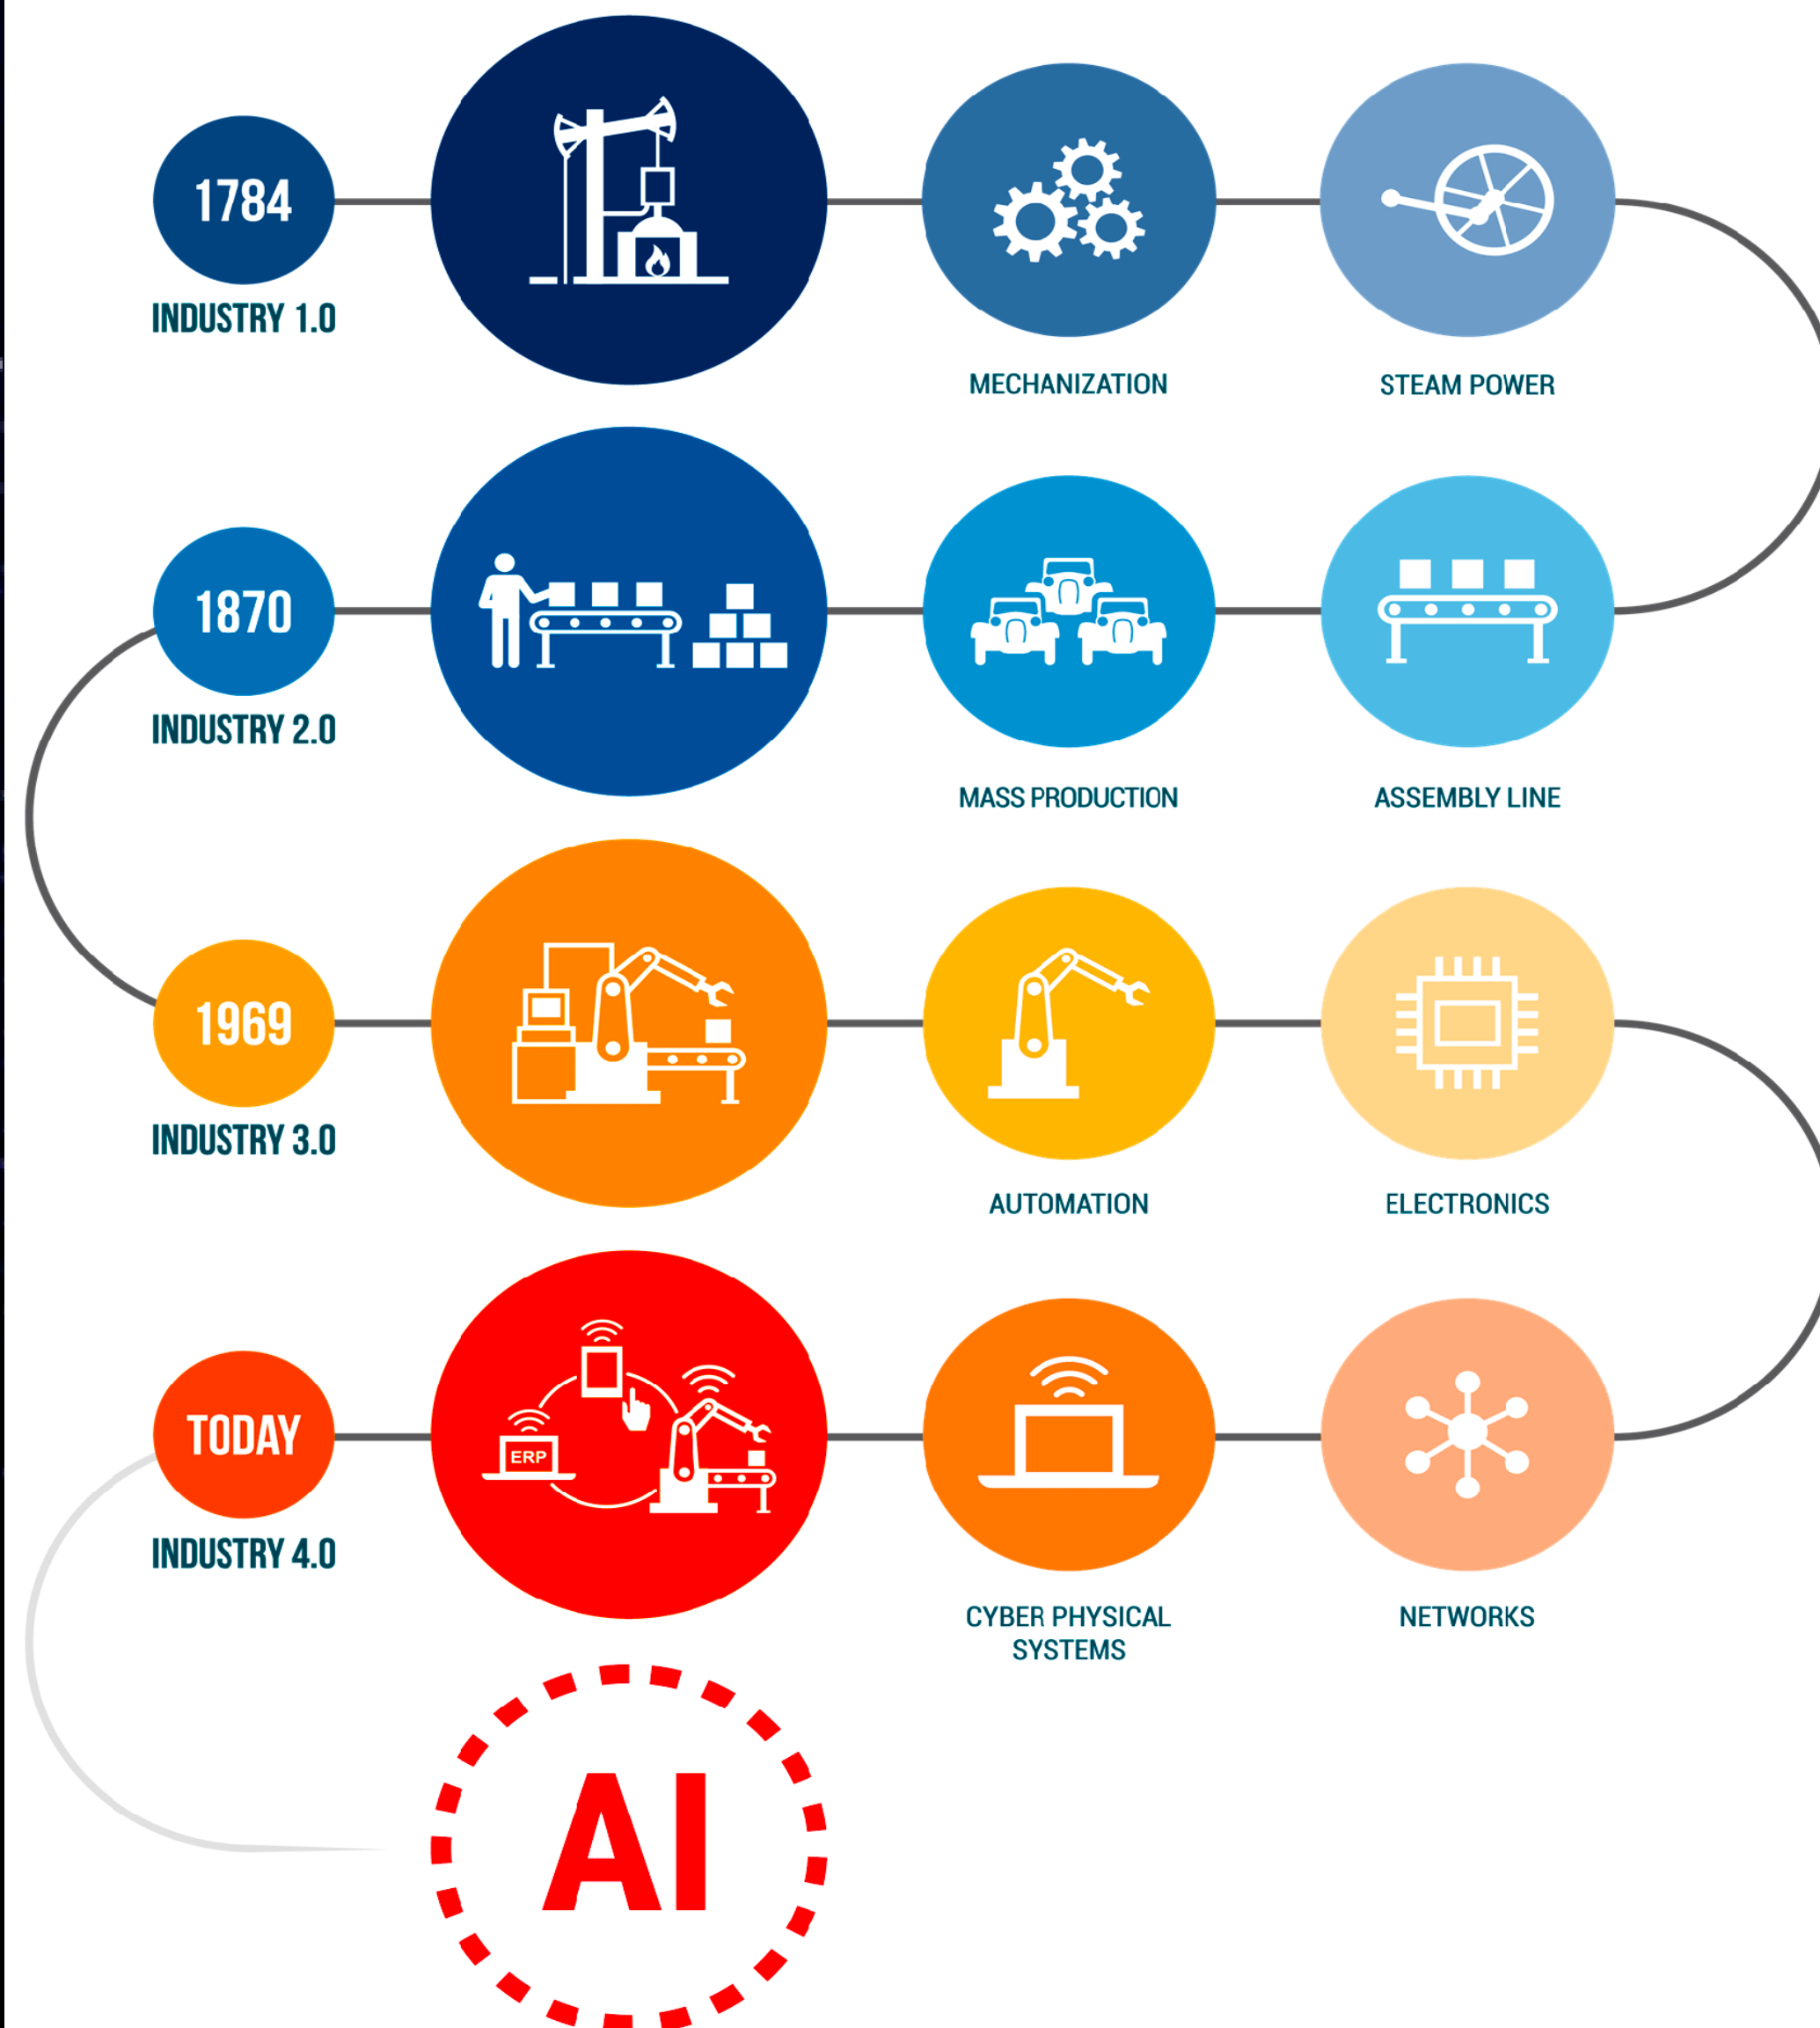 1784
INDUSTRY 1.0
MECHANIZATION
STEAM POWER
1870
INDUSTRY 2.0
MASS PRODUCTION
ASSEMBLY LINE
1969
INDUSTRY 3.0
AUTOMATION
ELECTRONICS
TODAY
INDUSTRY 4.0
ERP
CYBER PHYSICAL
SYSTEMS
NETWORKS
AI